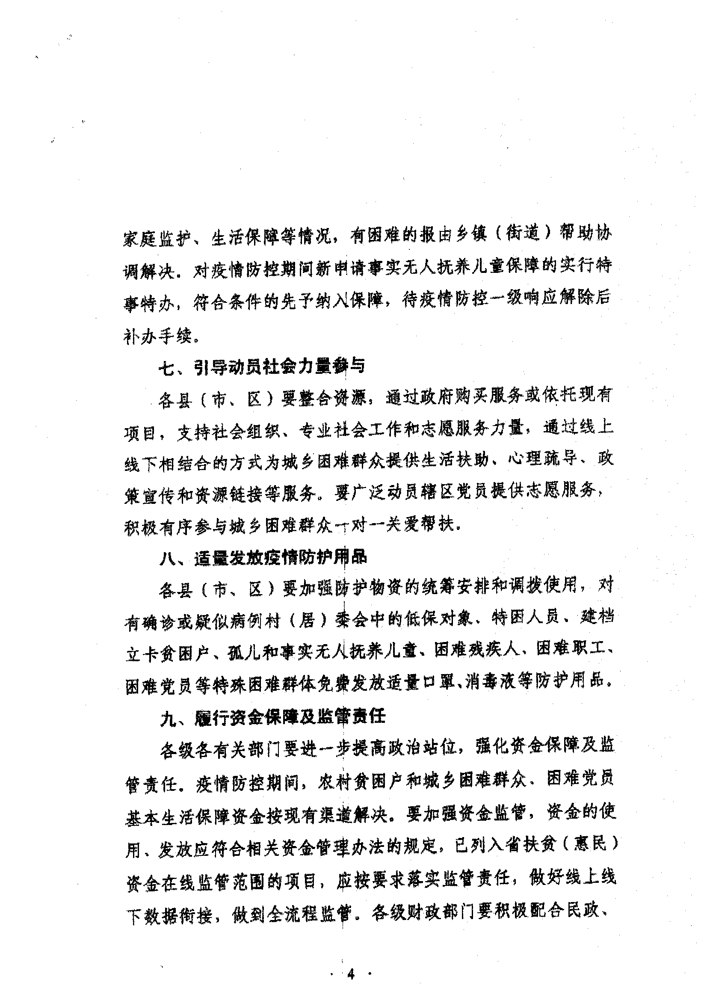 家庭监护、生活保障等情况，有困难的报由乡镇（街道）帮助协
调解决。对疫情防控期间新申请事实无人抚养儿童保障的实行特
事特办，符合条件的先予纳入保障，待疫情防控一级响应解除后
补办手续。
七、引导动员社会力量参与
各县（市、区）要整合资源，通过政府购买服务或依托现有
项目，支持社会组织、专业社会工作和志愿服务力量，通过线上
线下相结合的方式为城乡困难群众提供生活扶助、心理疏导、政
策宣传和资源链接等服务。要广泛动员辖区党员提供志愿服务，
积极有序参与城乡困难群众一对一关爱帮扶。
八、适量发放疫情防护用品
各县（市、区）要加强防护物资的统筹安排和调拨使用，对
有确诊或疑似病例村（居）委会中的低保对象、特困人员、建档
立卡贫困户、孤儿和事实无人抚养儿童、困难残疾人、困难职工、
困难党员等特殊困难群体免费发放适量口罩、消毒液等防护用品。
九、履行资金保障及监管责任
各级各有关部门要进一步提高政治站位，强化资金保障及监
管责任。疫情防控期间，农村贫困户和城乡困难群众、困难党员
基本生活保障资金按现有渠道解决。要加强资金监管，资金的使
用、发放应符合相关资金管理办法的规定，已列入省扶贫（惠民）
资金在线监管范围的项目，应按要求落实监管责任，做好线上线
下数据衔接，做到全流程监管。各级财政部门要积极配合民政、
· 4 ·